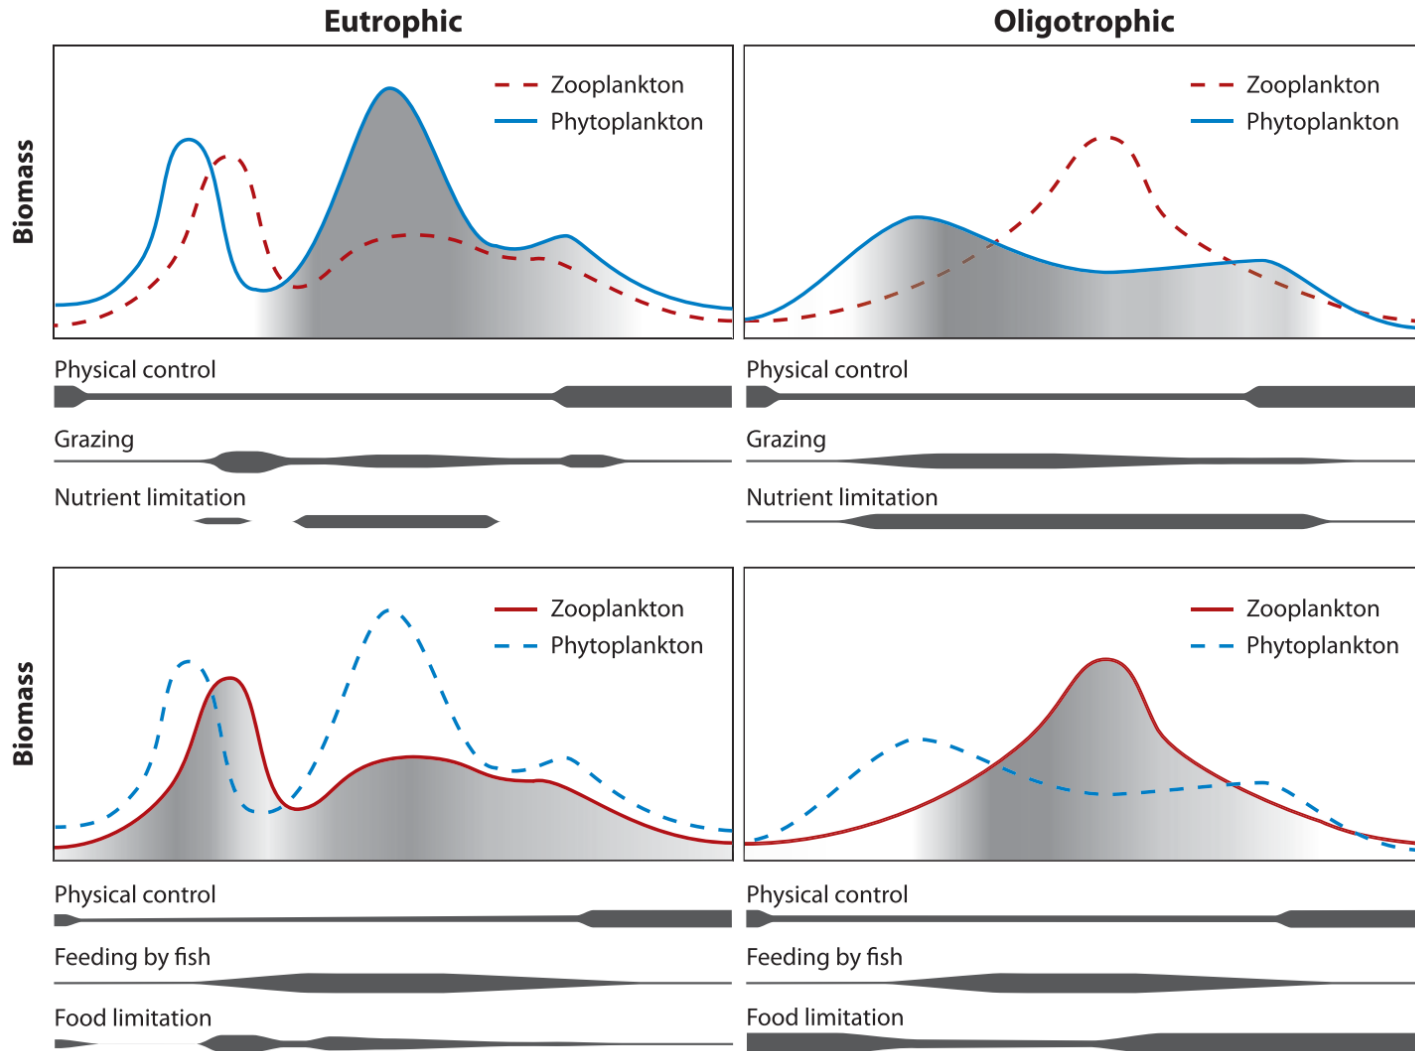 Eutrophic
Oligotrophic
Biomass
Zooplankton
Phytoplankton
Zooplankton
Phytoplankton
Physical control
Grazing
Nutrient limitation
Physical control
Grazing
Nutrient limitation
Biomass
Zooplankton
Phytoplankton
Zooplankton
Phytoplankton
Physical control
Feeding by fish
Food limitation
Physical control
Feeding by fish
Food limitation